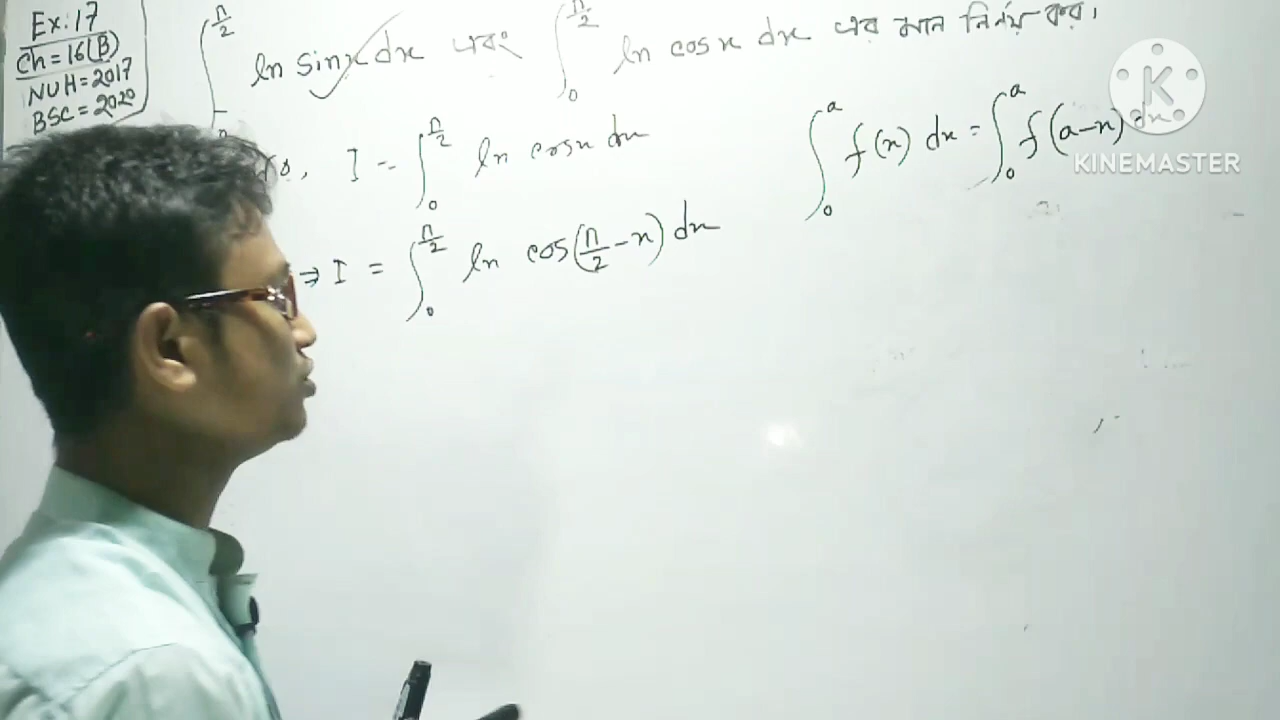 Ex: 17
Ch = 16(B)
NUH = 2017
BSC = 2020
∫₀^{π/2} ln sinx dx এবং ∫₀^{π/2} ln cosx dx এর মান নির্ণয় কর।
I = ∫₀^{π/2} ln cosx dx
⇒ I = ∫₀^{π/2} ln cos(π/2 - x) dx
∫₀^a f(x) dx = ∫₀^a f(a-x) dx
K
KINEMASTER